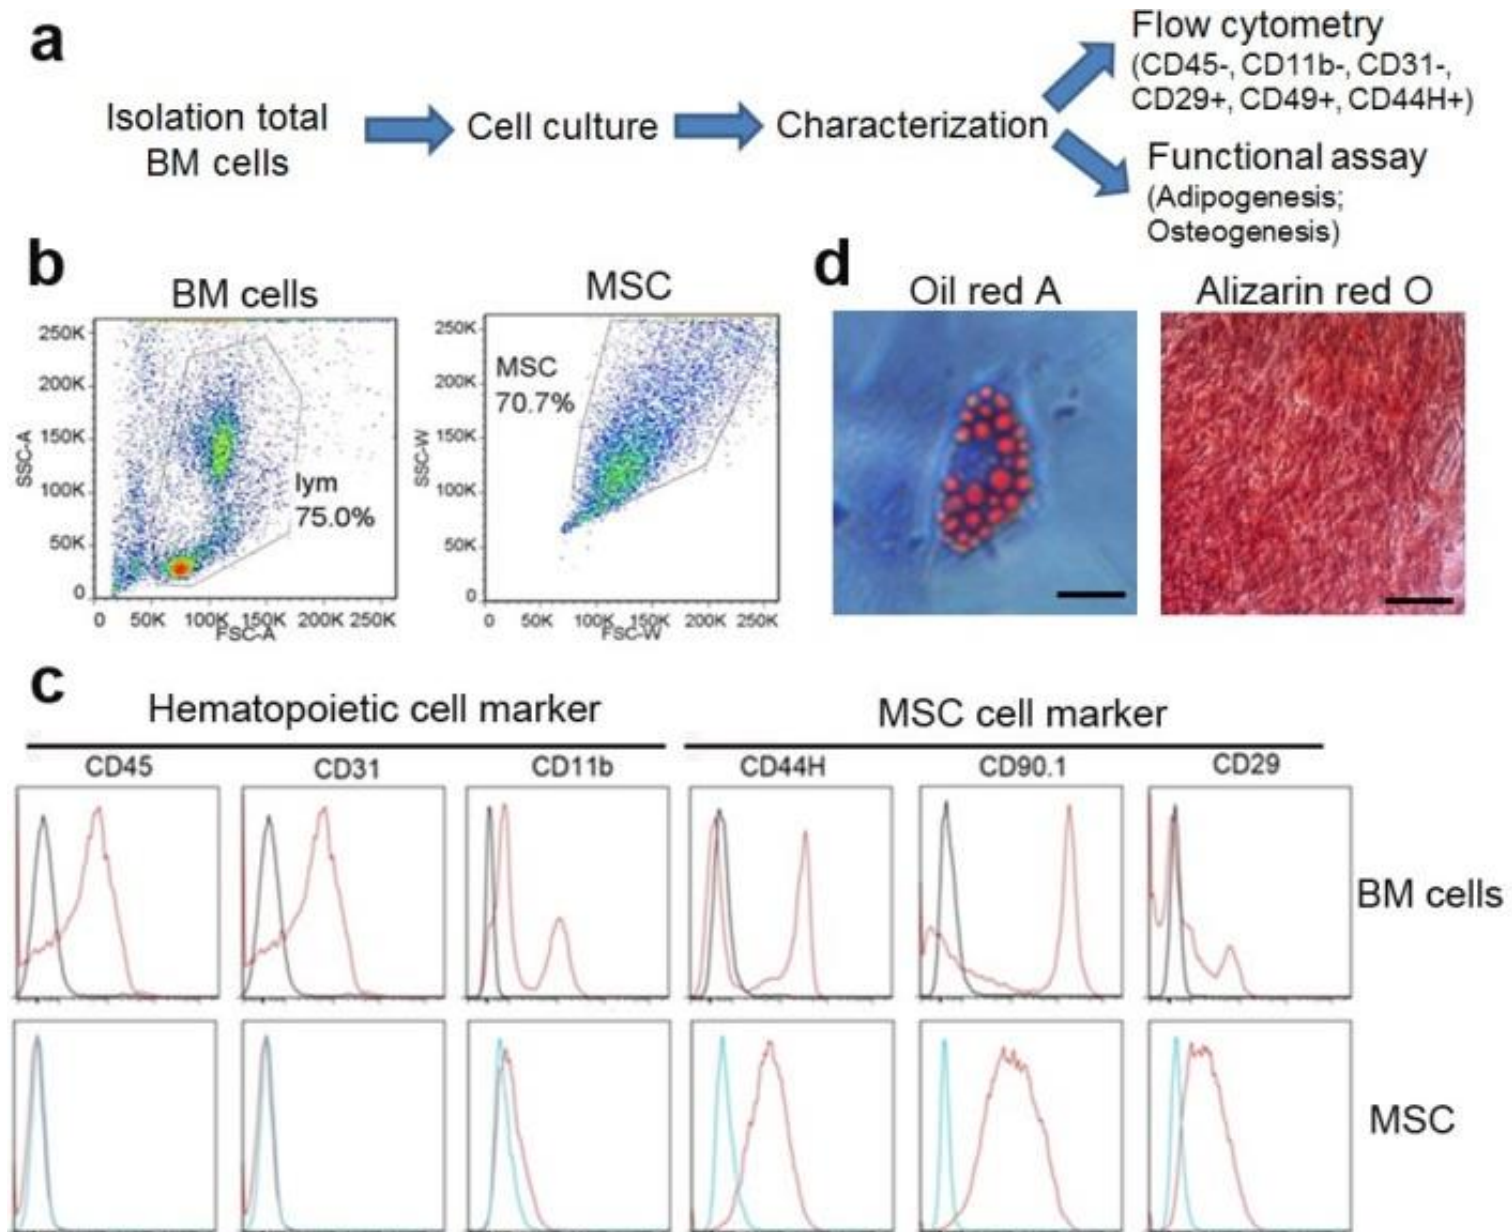 a
Isolation total
BM cells
Cell culture
Characterization
Flow cytometry
(CD45-, CD11b-, CD31-,
CD29+, CD49+, CD44H+)
Functional assay
(Adipogenesis;
Osteogenesis)
b
BM cells
SSC-A
250K
200K
150K
100K
50K
0
lym
75.0%
0 50K 100K 150K 200K 250K
FSC-A
MSC
SSC-W
250K
200K
150K
100K
50K
0
MSC
70.7%
0 50K 100K 150K 200K 250K
FSC-W
d
Oil red A
Alizarin red O
c
Hematopoietic cell marker
MSC cell marker
CD45 CD31 CD11b CD44H CD90.1 CD29
BM cells
MSC